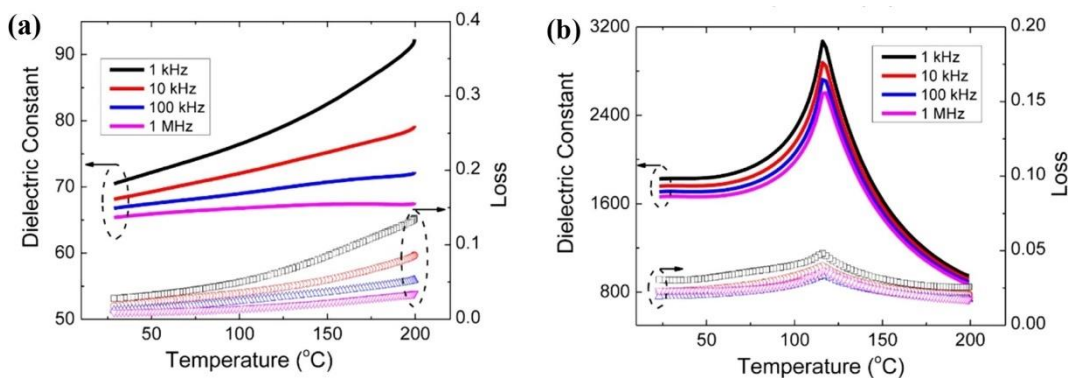 (a)
Dielectric Constant
90
80
70
60
50
1 kHz
10 kHz
100 kHz
1 MHz
0.4
0.3
0.2
0.1
0.0
Loss
50
100
150
200
Temperature (°C)
(b)
Dielectric Constant
3200
2400
1600
800
1 kHz
10 kHz
100 kHz
1 MHz
0.20
0.15
0.10
0.05
0.00
Loss
50
100
150
200
Temperature (°C)